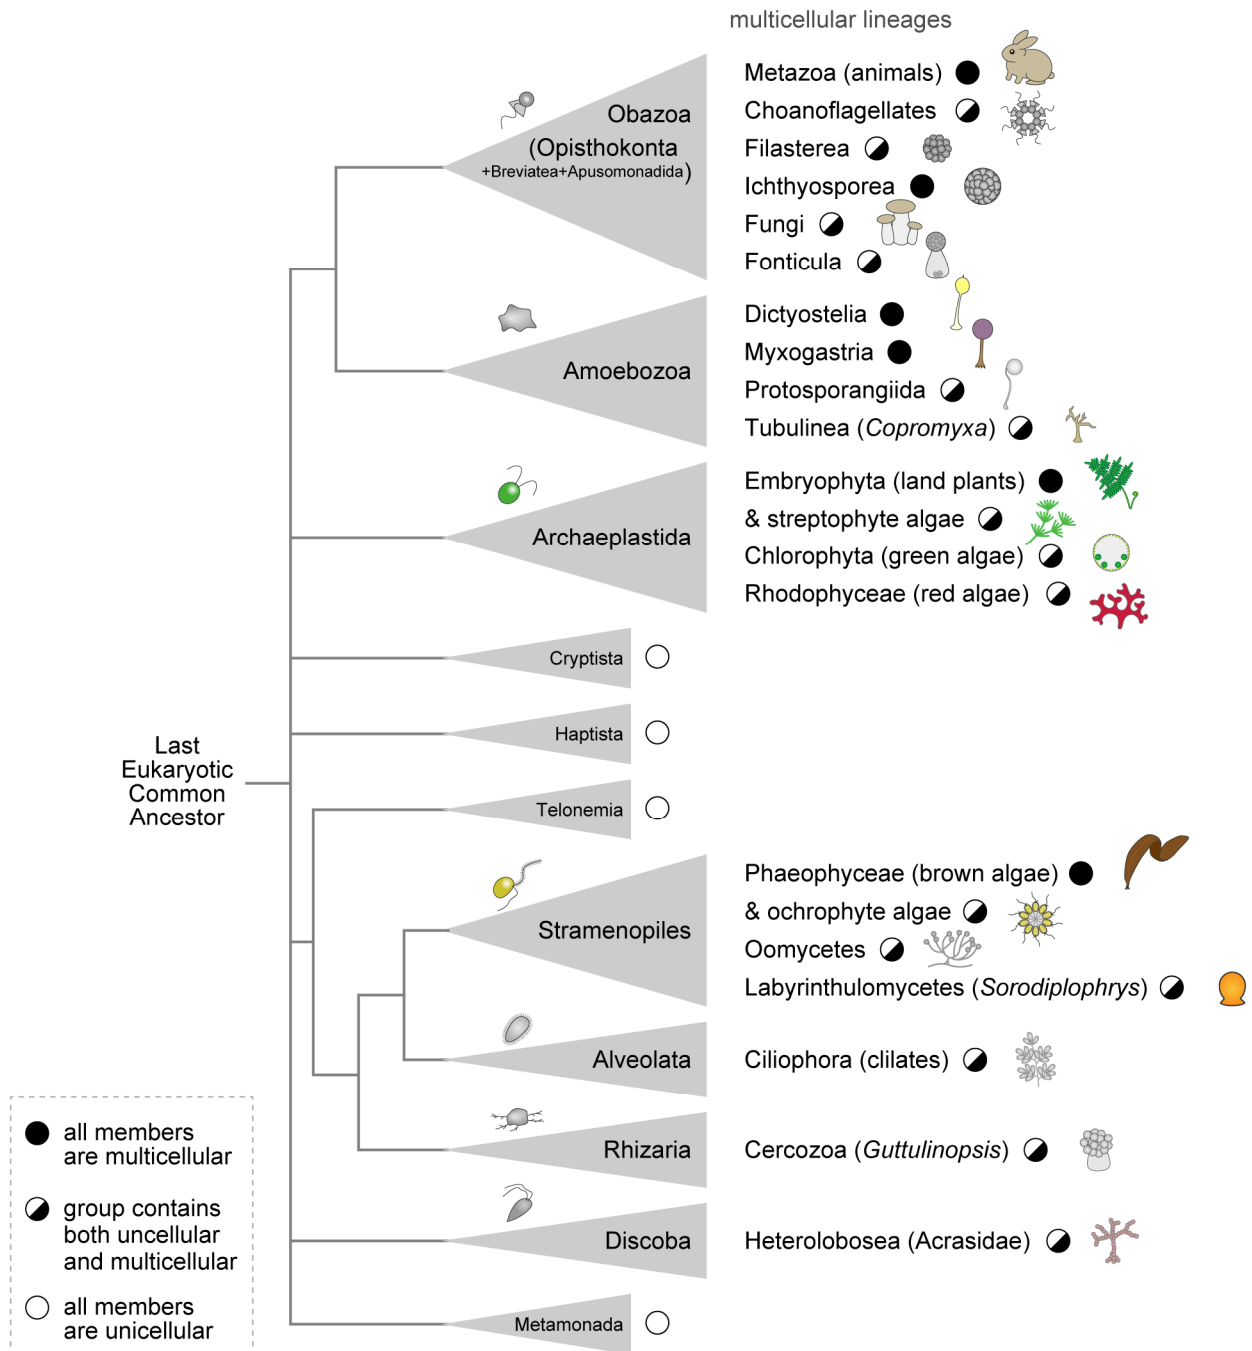 multicellular lineages
Obazoa
(Opisthokonta
+Breviatea+Apusomonadida)
Metazoa (animals)
Choanoflagellates
Filasterea
Ichthyosporea
Fungi
Fonticula
Amoebozoa
Dictyostelia
Myxogastria
Protosporangiida
Tubulinea (Copromyxa)
Archaeplastida
Embryophyta (land plants)
& streptophyte algae
Chlorophyta (green algae)
Rhodophyceae (red algae)
Cryptista
Haptista
Last
Eukaryotic
Common
Ancestor
Telonemia
Stramenopiles
Phaeophyceae (brown algae)
& ochrophyte algae
Oomycetes
Labyrinthulomycetes (Sorodiplophrys)
Alveolata
Ciliophora (clilates)
Rhizaria
Cercozoa (Guttulinopsis)
Discoba
Heterolobosea (Acrasidae)
Metamonada
all members
are multicellular
group contains
both uncellular
and multicellular
all members
are unicellular